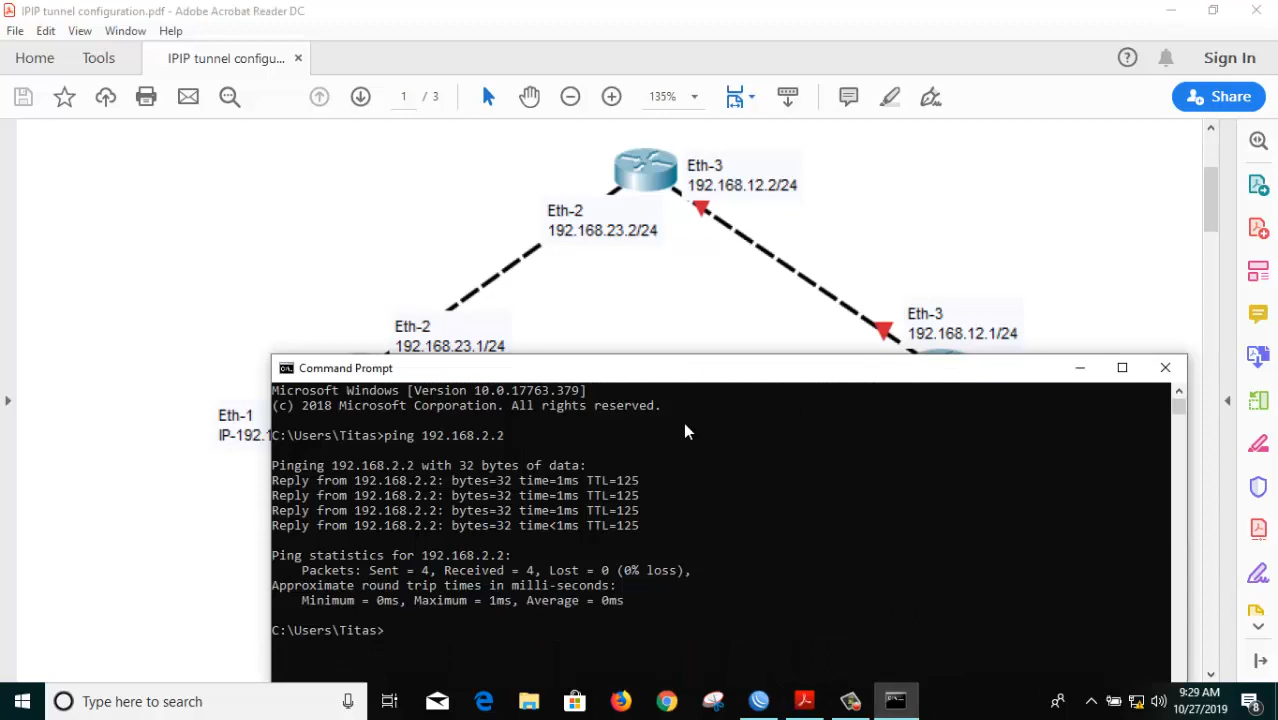 IPIP tunnel configuration.pdf - Adobe Acrobat Reader DC
File Edit View Window Help
Home Tools IPIP tunnel configu... × Sign In
1 / 3 135% Share
Eth-3
192.168.12.2/24
Eth-2
192.168.23.2/24
Eth-3
192.168.12.1/24
Eth-2
192.168.23.1/24
Eth-1
IP-192.1
Command Prompt
Microsoft Windows [Version 10.0.17763.379]
(c) 2018 Microsoft Corporation. All rights reserved.
C:\Users\Titas>ping 192.168.2.2
Pinging 192.168.2.2 with 32 bytes of data:
Reply from 192.168.2.2: bytes=32 time=1ms TTL=125
Reply from 192.168.2.2: bytes=32 time=1ms TTL=125
Reply from 192.168.2.2: bytes=32 time=1ms TTL=125
Reply from 192.168.2.2: bytes=32 time<1ms TTL=125
Ping statistics for 192.168.2.2:
Packets: Sent = 4, Received = 4, Lost = 0 (0% loss),
Approximate round trip times in milli-seconds:
Minimum = 0ms, Maximum = 1ms, Average = 0ms
C:\Users\Titas>
Type here to search
9:29 AM
10/27/2019
8